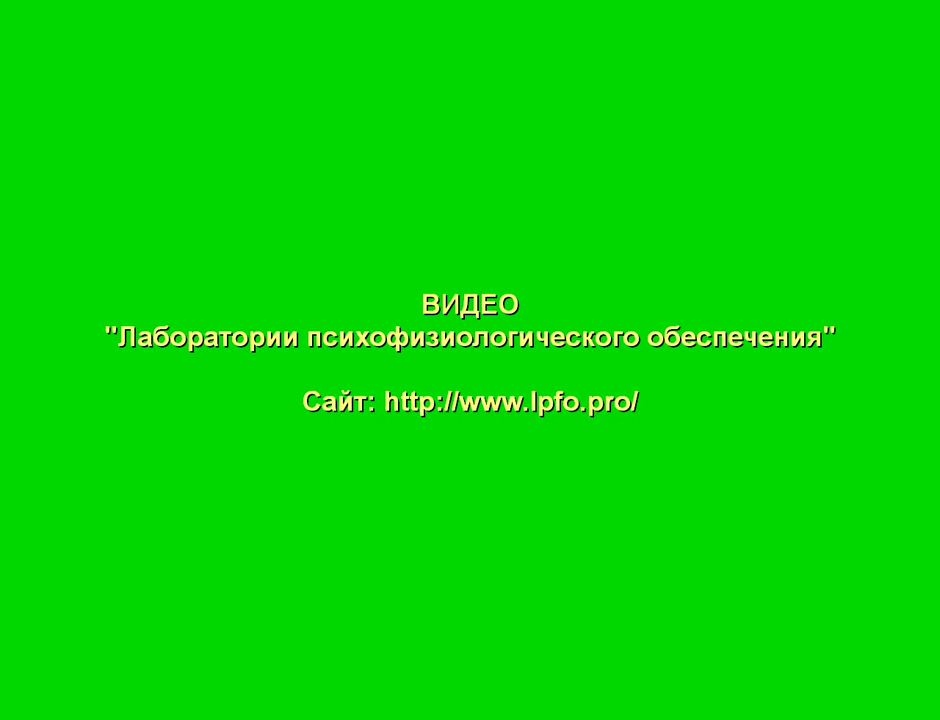 ВИДЕО
"Лаборатории психофизиологического обеспечения"
Сайт: http://www.lpfo.pro/